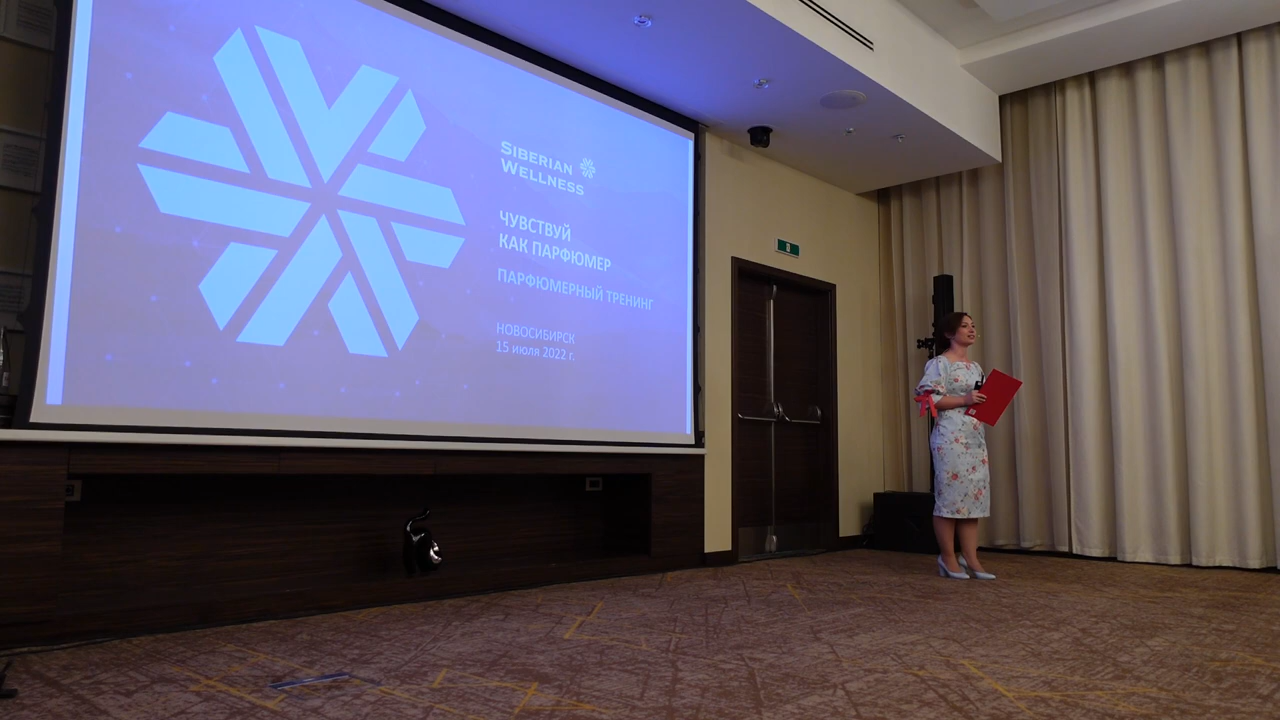 SIBERIAN
WELLNESS
ЧУВСТВУЙ
КАК ПАРФЮМЕР
ПАРФЮМЕРНЫЙ ТРЕНИНГ
НОВОСИБИРСК
15 июля 2022 г.